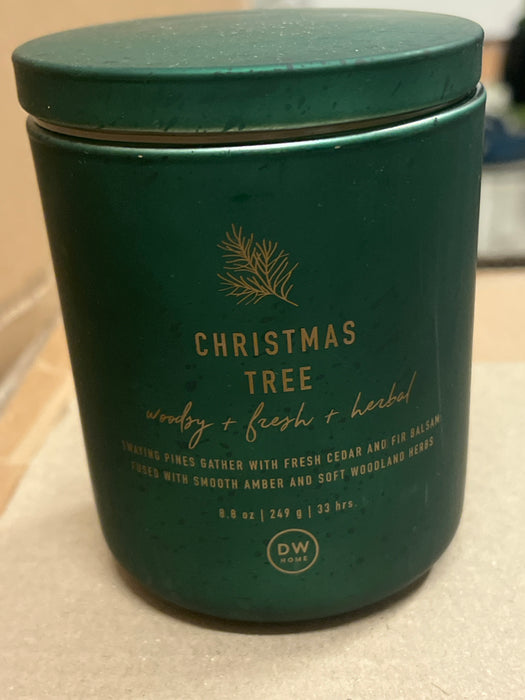 CHRISTMAS
TREE
woodsy + fresh + herbal
SWAYING PINES GATHER WITH FRESH CEDAR AND FIR BALSAM
FUSED WITH SMOOTH AMBER AND SOFT WOODLAND HERBS
8.8 oz | 249 g | 33 hrs.
DW
HOME